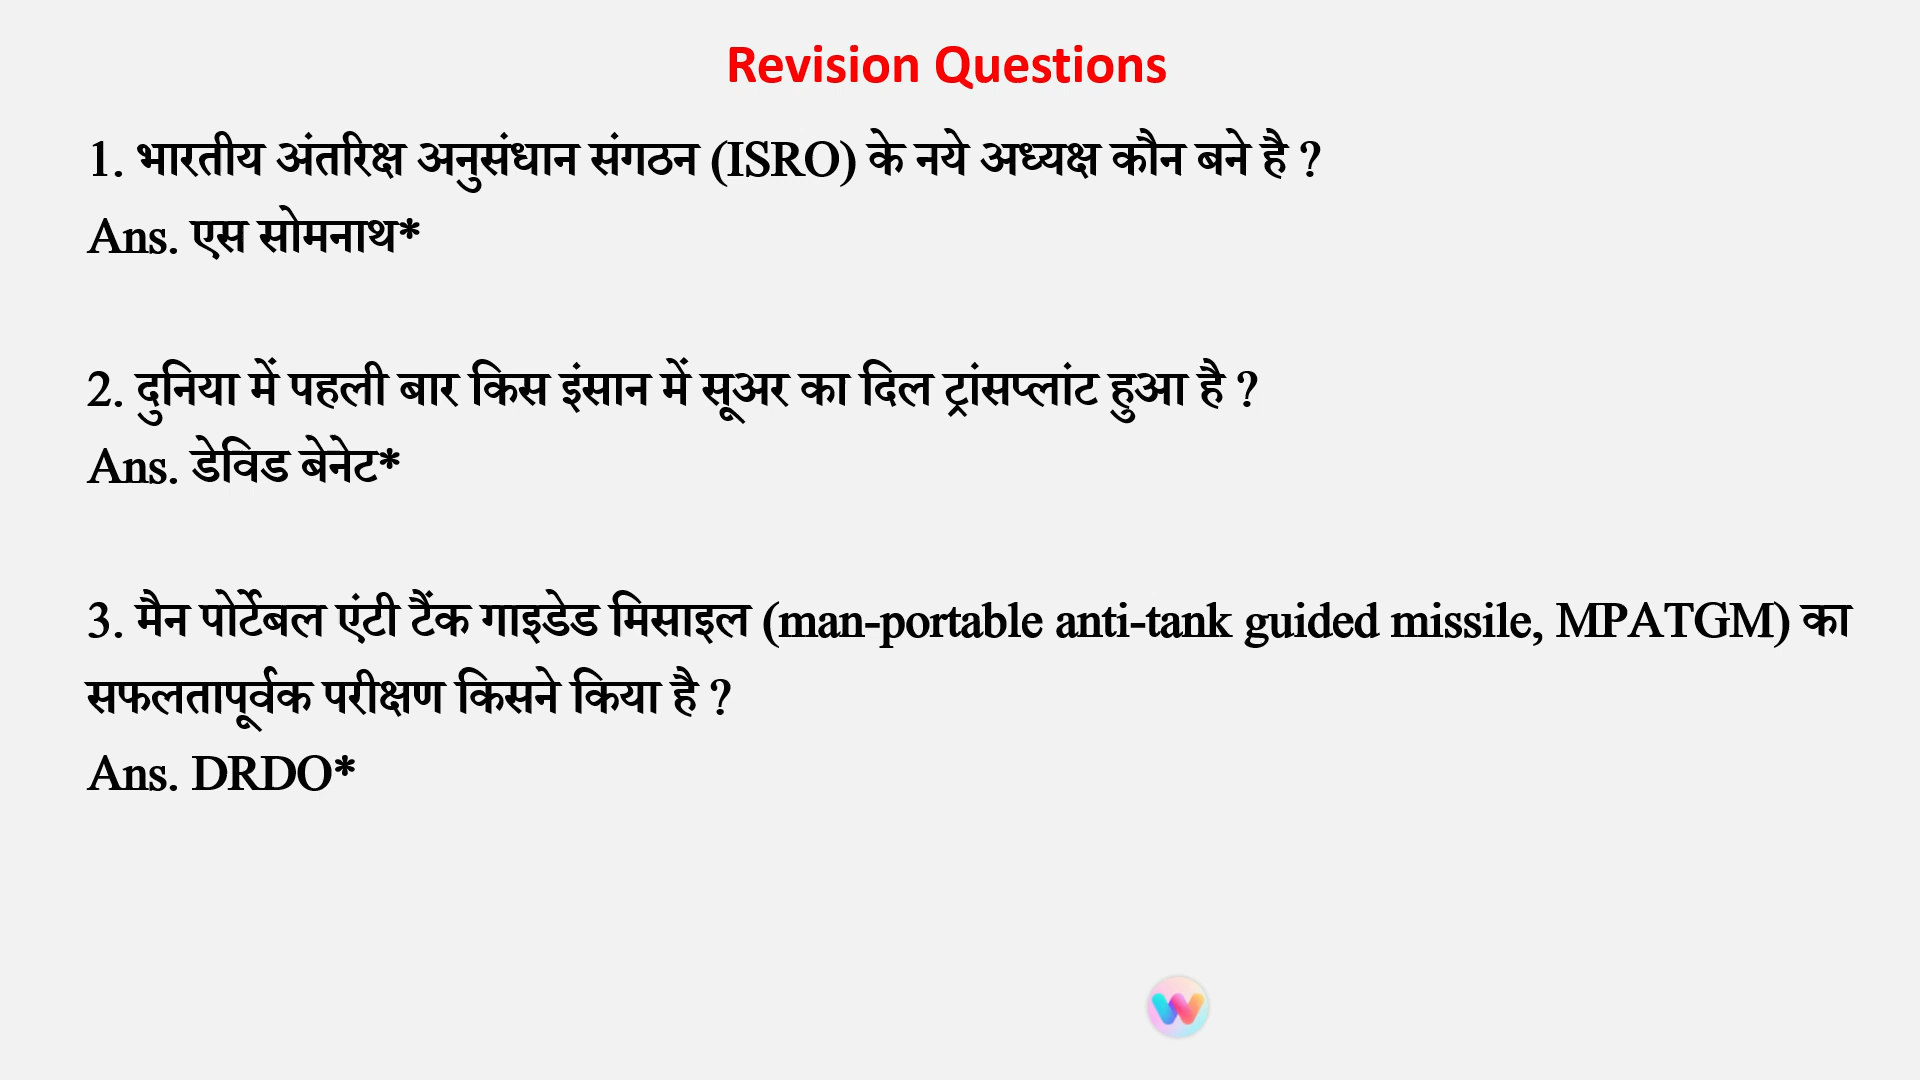 Revision Questions
1. भारतीय अंतरिक्ष अनुसंधान संगठन (ISRO) के नये अध्यक्ष कौन बने है ?
Ans. एस सोमनाथ*
2. दुनिया में पहली बार किस इंसान में सूअर का दिल ट्रांसप्लांट हुआ है ?
Ans. डेविड बेनेट*
3. मैन पोर्टेबल एंटी टैंक गाइडेड मिसाइल (man-portable anti-tank guided missile, MPATGM) का
सफलतापूर्वक परीक्षण किसने किया है ?
Ans. DRDO*